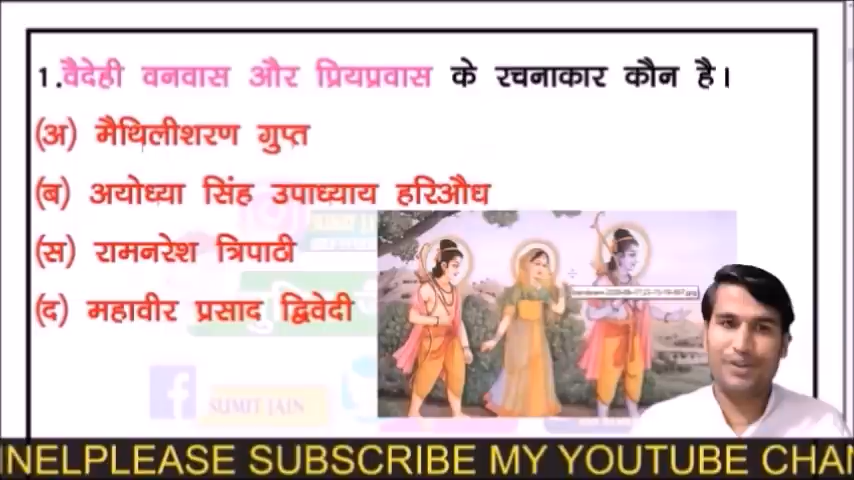 1.वैदेही वनवास और प्रियप्रवास के रचनाकार कौन है।
(अ) मैथिलीशरण गुप्त
(ब) अयोध्या सिंह उपाध्याय हरिऔध
(स) रामनरेश त्रिपाठी
(द) महावीर प्रसाद द्विवेदी
SUMIT JAIN
NNELPLEASE SUBSCRIBE MY YOUTUBE CHAN